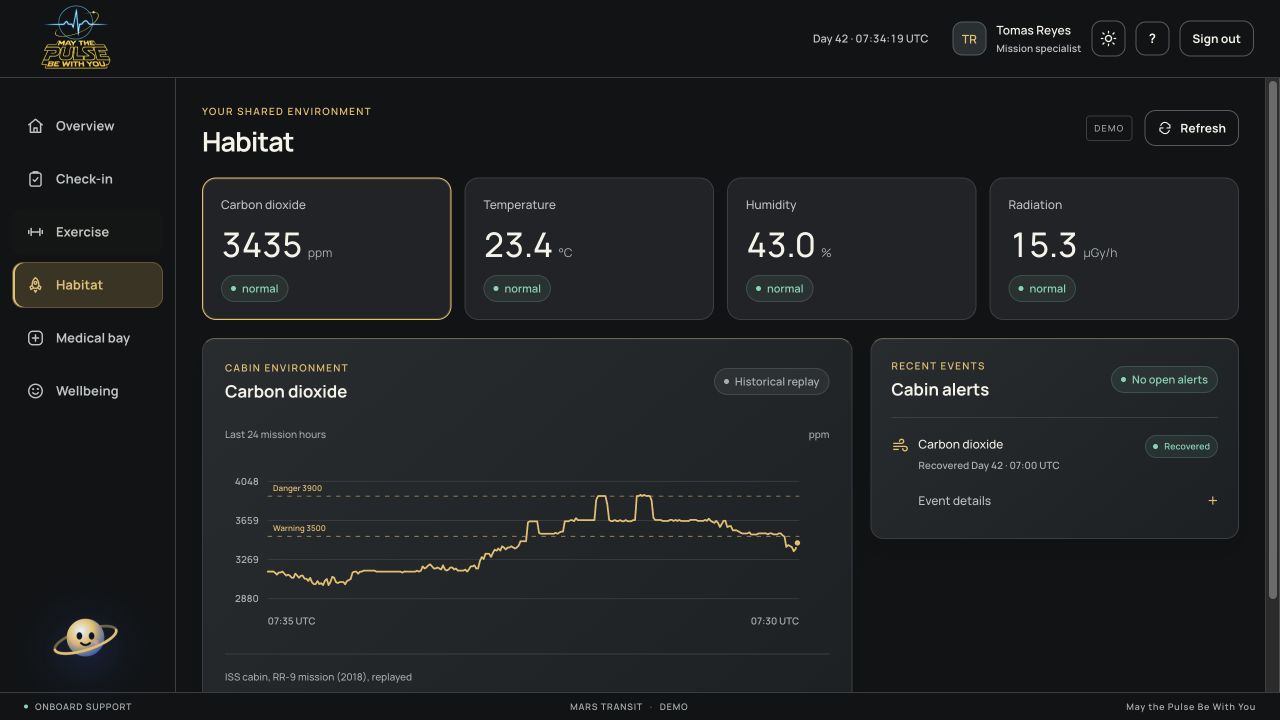 MAY THE
PULSE
BE WITH YOU
Day 42 · 07:34:19 UTC
TR
Tomas Reyes
Mission specialist
?
Sign out
Overview
Check-in
Exercise
Habitat
Medical bay
Wellbeing
YOUR SHARED ENVIRONMENT
Habitat
DEMO
Refresh
Carbon dioxide
3435 ppm
normal
Temperature
23.4 °C
normal
Humidity
43.0 %
normal
Radiation
15.3 µGy/h
normal
CABIN ENVIRONMENT
Carbon dioxide
Historical replay
Last 24 mission hours
ppm
4048
Danger 3900
3659
Warning 3500
3269
2880
07:35 UTC
07:30 UTC
ISS cabin, RR-9 mission (2018), replayed
RECENT EVENTS
Cabin alerts
No open alerts
Carbon dioxide
Recovered
Recovered Day 42 · 07:00 UTC
Event details
+
ONBOARD SUPPORT
MARS TRANSIT · DEMO
May the Pulse Be With You